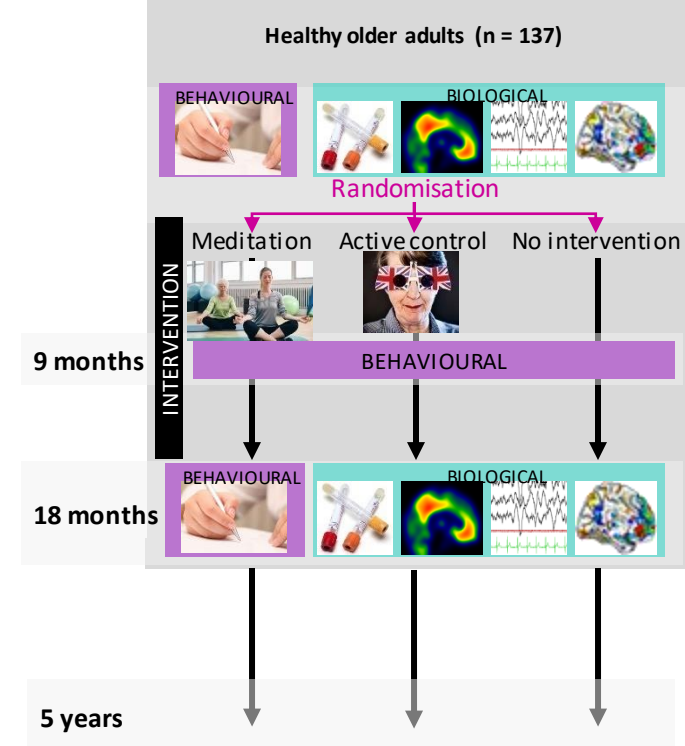 Healthy older adults (n = 137)
BEHAVIOURAL
BIOLOGICAL
Randomisation
Meditation
Active control
No intervention
INTERVENTION
9 months
BEHAVIOURAL
BEHAVIOURAL
BIOLOGICAL
18 months
5 years